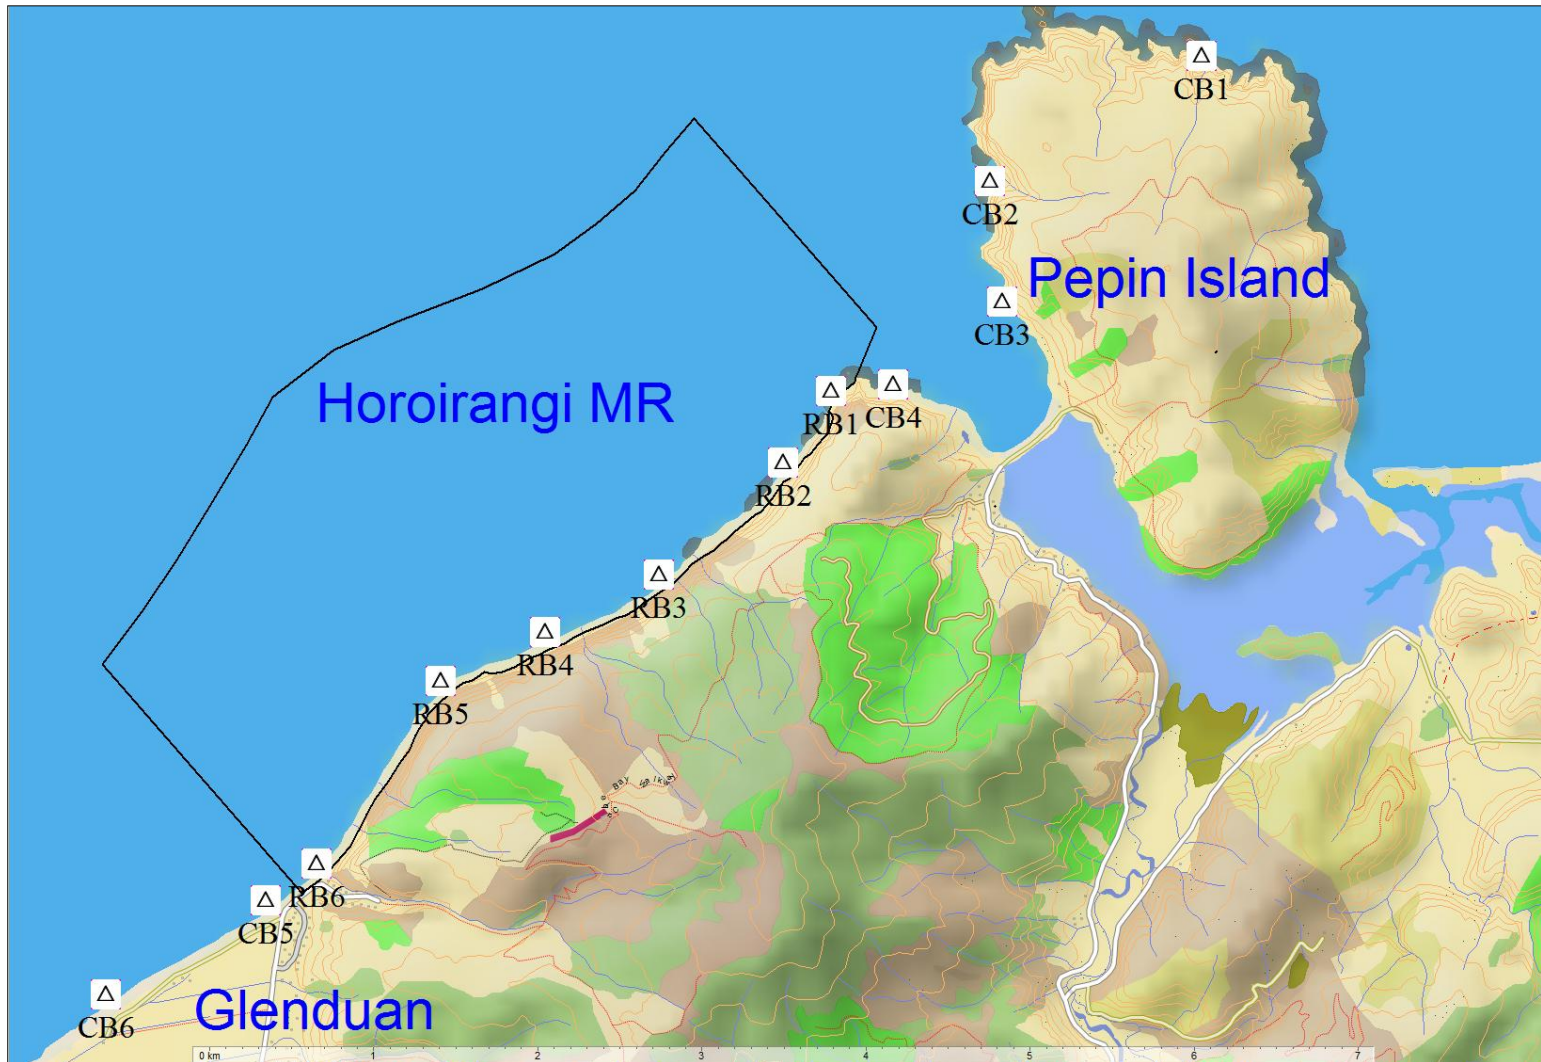 CB1
CB2
Pepin Island
CB3
Horoirangi MR
RB1
CB4
RB2
RB3
RB4
RB5
Bay
RB6
CB5
Glenduan
CB6
0 km 1 2 3 4 5 6 7